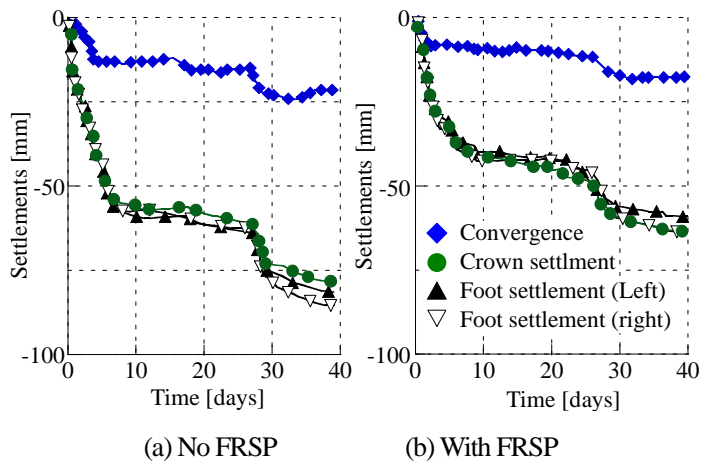 0
-50
-100
Settlements [mm]
0 10 20 30 40
Time [days]
(a) No FRSP
0
-50
-100
Settlements [mm]
Convergence
Crown settlment
Foot settlement (Left)
Foot settlement (right)
0 10 20 30 40
Time [days]
(b) With FRSP